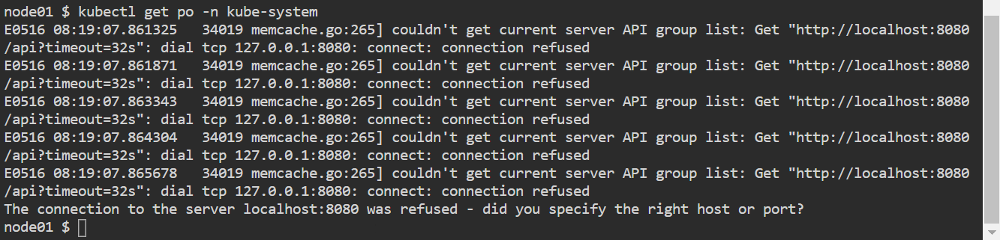 node01 $ kubectl get po -n kube-system
E0516 08:19:07.861325   34019 memcache.go:265] couldn't get current server API group list: Get "http://localhost:8080
/api?timeout=32s": dial tcp 127.0.0.1:8080: connect: connection refused
E0516 08:19:07.861871   34019 memcache.go:265] couldn't get current server API group list: Get "http://localhost:8080
/api?timeout=32s": dial tcp 127.0.0.1:8080: connect: connection refused
E0516 08:19:07.863343   34019 memcache.go:265] couldn't get current server API group list: Get "http://localhost:8080
/api?timeout=32s": dial tcp 127.0.0.1:8080: connect: connection refused
E0516 08:19:07.864304   34019 memcache.go:265] couldn't get current server API group list: Get "http://localhost:8080
/api?timeout=32s": dial tcp 127.0.0.1:8080: connect: connection refused
E0516 08:19:07.865678   34019 memcache.go:265] couldn't get current server API group list: Get "http://localhost:8080
/api?timeout=32s": dial tcp 127.0.0.1:8080: connect: connection refused
The connection to the server localhost:8080 was refused - did you specify the right host or port?
node01 $